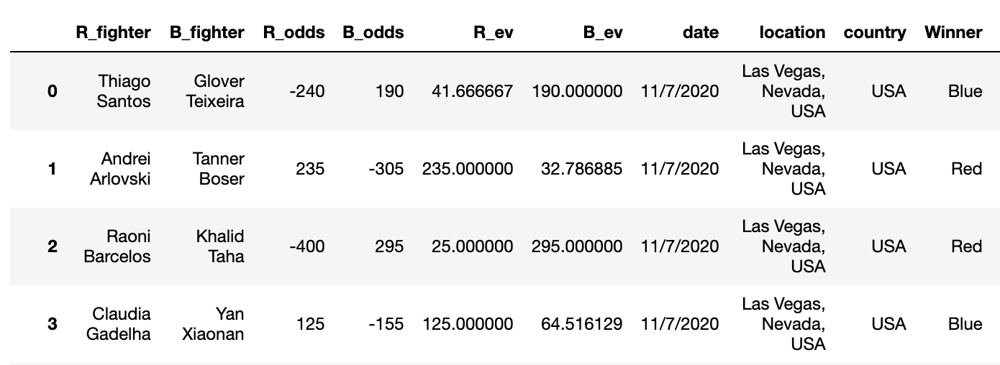 R_fighter B_fighter R_odds B_odds R_ev B_ev date location country Winner
0 Thiago Santos Glover Teixeira -240 190 41.666667 190.000000 11/7/2020 Las Vegas, Nevada, USA USA Blue
1 Andrei Arlovski Tanner Boser 235 -305 235.000000 32.786885 11/7/2020 Las Vegas, Nevada, USA USA Red
2 Raoni Barcelos Khalid Taha -400 295 25.000000 295.000000 11/7/2020 Las Vegas, Nevada, USA USA Red
3 Claudia Gadelha Yan Xiaonan 125 -155 125.000000 64.516129 11/7/2020 Las Vegas, Nevada, USA USA Blue